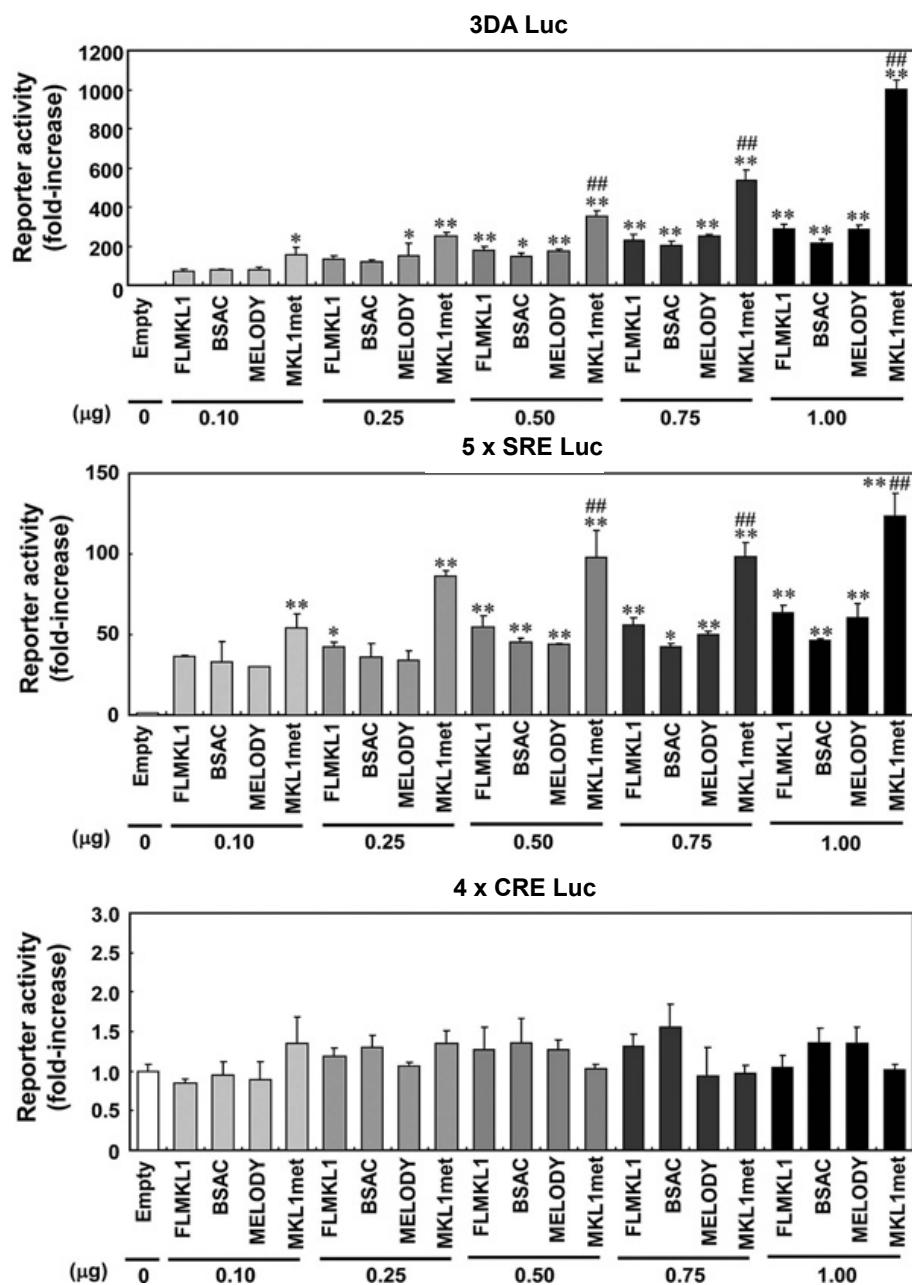 3DA Luc
Reporter activity
(fold-increase)
1200
1000
800
600
400
200
0
*
*
**
**
*
**
**
##
**
**
**
**
##
**
**
**
**
##
Empty
FLMKL1
BSAC
MELODY
MKL1met
FLMKL1
BSAC
MELODY
MKL1met
FLMKL1
BSAC
MELODY
MKL1met
FLMKL1
BSAC
MELODY
MKL1met
FLMKL1
BSAC
MELODY
MKL1met
(μg) 0 0.10 0.25 0.50 0.75 1.00
5 x SRE Luc
Reporter activity
(fold-increase)
150
100
50
0
**
*
**
**
**
**
##
**
**
*
**
##
**
**
**
**
** ##
Empty
FLMKL1
BSAC
MELODY
MKL1met
FLMKL1
BSAC
MELODY
MKL1met
FLMKL1
BSAC
MELODY
MKL1met
FLMKL1
BSAC
MELODY
MKL1met
FLMKL1
BSAC
MELODY
MKL1met
(μg) 0 0.10 0.25 0.50 0.75 1.00
4 x CRE Luc
Reporter activity
(fold-increase)
3.0
2.5
2.0
1.5
1.0
0.5
0
Empty
FLMKL1
BSAC
MELODY
MKL1met
FLMKL1
BSAC
MELODY
MKL1met
FLMKL1
BSAC
MELODY
MKL1met
FLMKL1
BSAC
MELODY
MKL1met
FLMKL1
BSAC
MELODY
MKL1met
(μg) 0 0.10 0.25 0.50 0.75 1.00